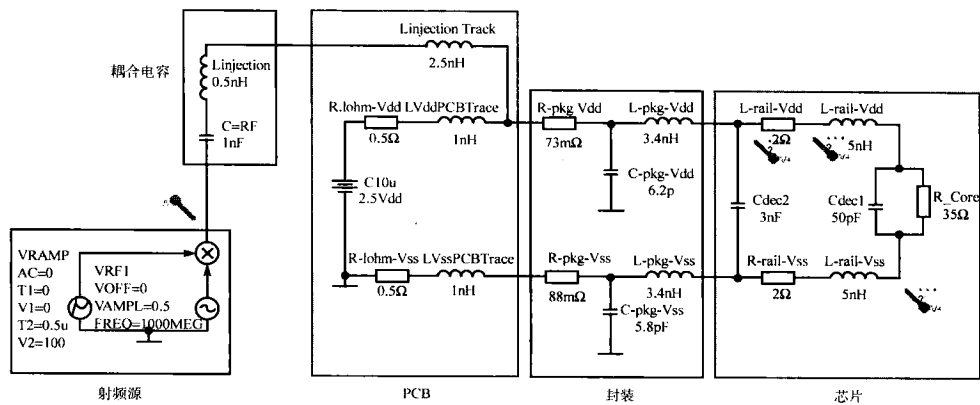 耦合电容
Linjection
0.5nH
C=RF
1nF
Linjection Track
2.5nH
R.lohm-Vdd
LVddPCBTrace
0.5Ω
1nH
C10u
2.5Vdd
R-lohm-Vss
LVssPCBTrace
0.5Ω
1nH
R-pkg Vdd
L-pkg-Vdd
73mΩ
3.4nH
C-pkg-Vdd
6.2p
R-pkg-Vss
L-pkg-Vss
88mΩ
3.4nH
C-pkg-Vss
5.8pF
L-rail-Vdd
L-rail-Vdd
2Ω
5nH
Cdec2
3nF
Cdec1
50pF
R_Core
35Ω
R-rail-Vss
L-rail-Vss
2Ω
5nH
VRAMP
AC=0
T1=0
V1=0
T2=0.5u
V2=100
VRF1
VOFF=0
VAMPL=0.5
FREQ=1000MEG
射频源
PCB
封装
芯片